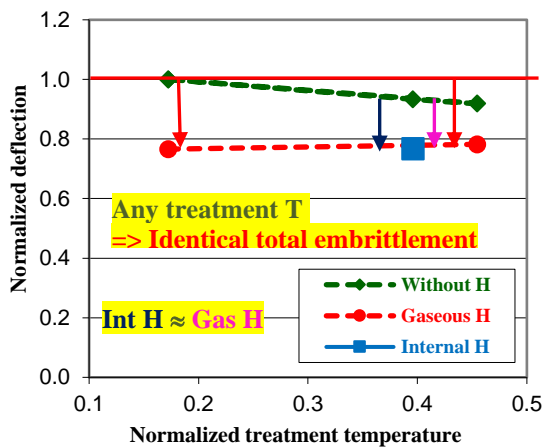 1.2
1.0
0.8
0.6
0.4
0.2
0.0
Normalized deflection
Any treatment T
=> Identical total embrittlement
Int H ≈ Gas H
Without H
Gaseous H
Internal H
0.1 0.2 0.3 0.4 0.5
Normalized treatment temperature